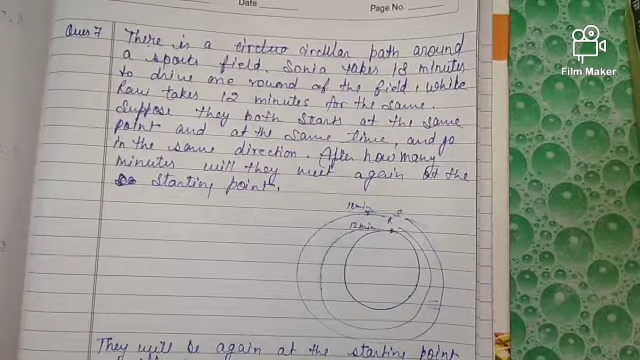 Date
Page No.
Ques 7 There is a circular path around
a sports field. Sonia takes 18 minutes
to drive one round of the field, while
Ravi takes 12 minutes for the same.
Suppose they both starts at the same
point and at the same time, and go
in the same direction. After how many
minutes will they meet again at the
starting point.
18min
S
R
12min
They will be again at the starting point
Film Maker